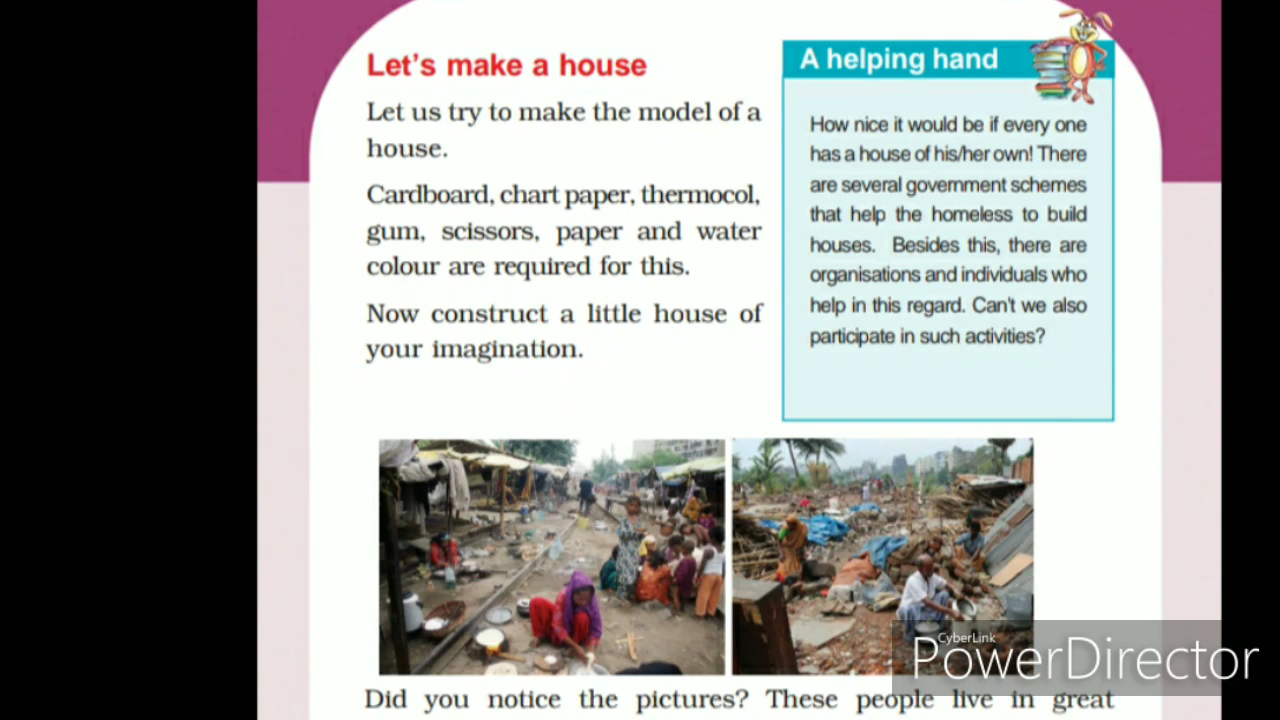 Let's make a house
Let us try to make the model of a
house.
Cardboard, chart paper, thermocol,
gum, scissors, paper and water
colour are required for this.
Now construct a little house of
your imagination.
A helping hand
How nice it would be if every one
has a house of his/her own! There
are several government schemes
that help the homeless to build
houses. Besides this, there are
organisations and individuals who
help in this regard. Can't we also
participate in such activities?
Did you notice the pictures? These people live in great
CyberLink
PowerDirector